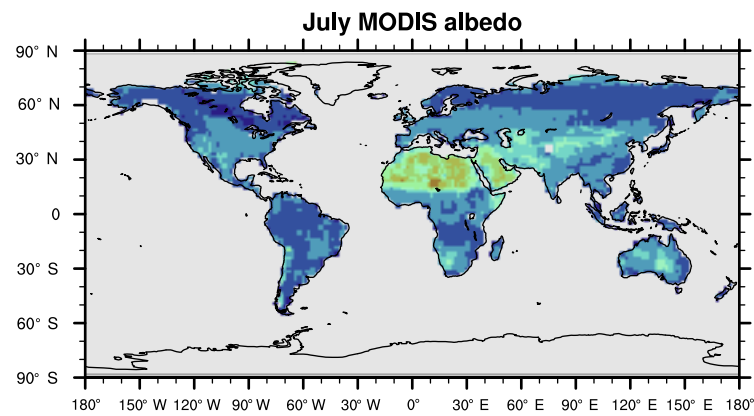 July MODIS albedo
90° N
60° N
30° N
0
30° S
60° S
90° S
180° 150° W 120° W 90° W 60° W 30° W 0° 30° E 60° E 90° E 120° E 150° E 180°